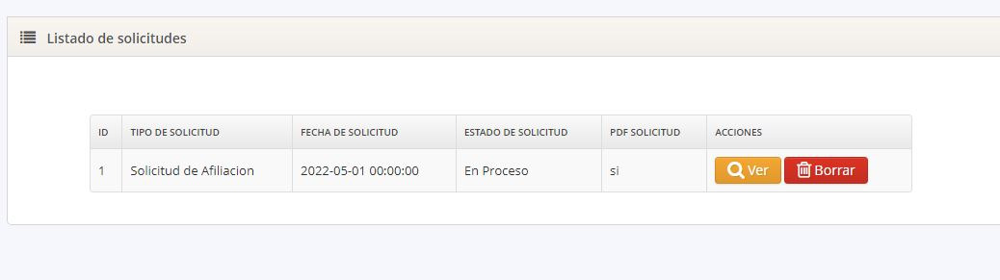 Listado de solicitudes
ID TIPO DE SOLICITUD FECHA DE SOLICITUD ESTADO DE SOLICITUD PDF SOLICITUD ACCIONES
1 Solicitud de Afiliacion 2022-05-01 00:00:00 En Proceso si Ver Borrar